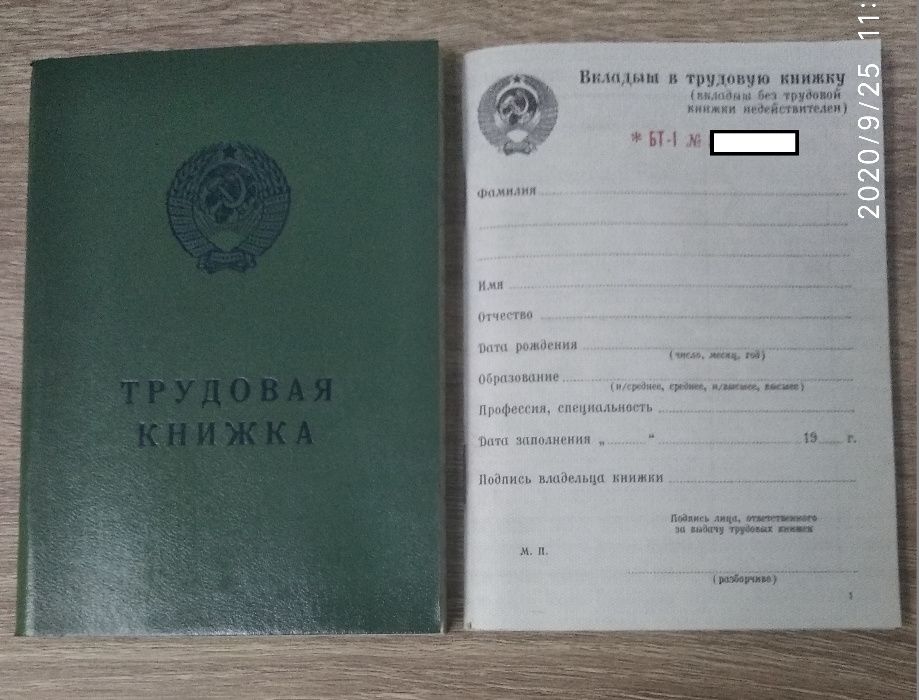 ТРУДОВАЯ
КНИЖКА
Вкладыш в трудовую книжку
(вкладыш без трудовой
книжки недействителен)
* БТ-I №
Фамилия
Имя
Отчество
Дата рождения
(число, месяц, год)
Образование
(н/среднее, среднее, н/высшее, высшее)
Профессия, специальность
Дата заполнения „ “ 19 г.
Подпись владельца книжки
Подпись лица, ответственного
за выдачу трудовых книжек
М. П.
(разборчиво)
1
2020/9/25 11: